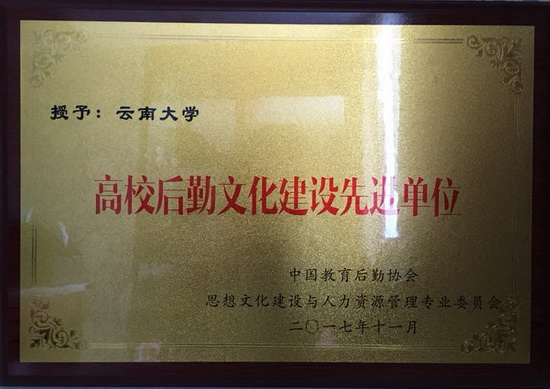 授予：云南大学
高校后勤文化建设先进单位
中国教育后勤协会
思想文化建设与人力资源管理专业委员会
二〇一七年十一月